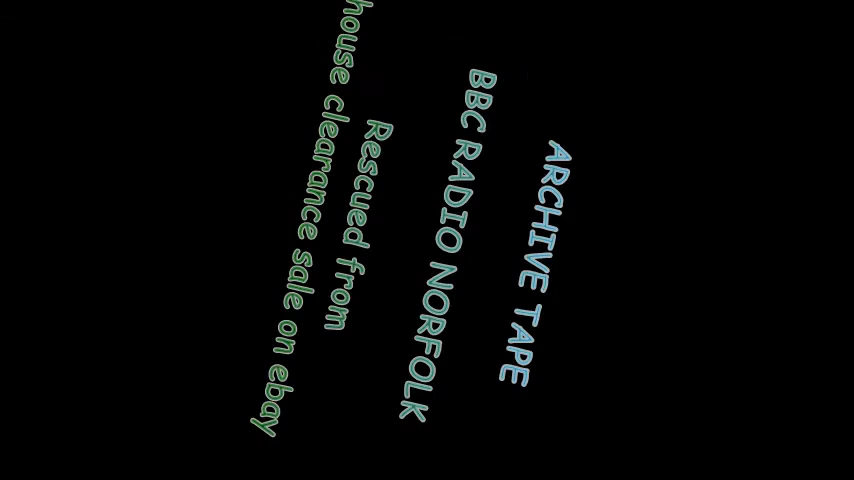 ARCHIVE TAPE
BBC RADIO NORFOLK
Rescued from
house clearance sale on ebay